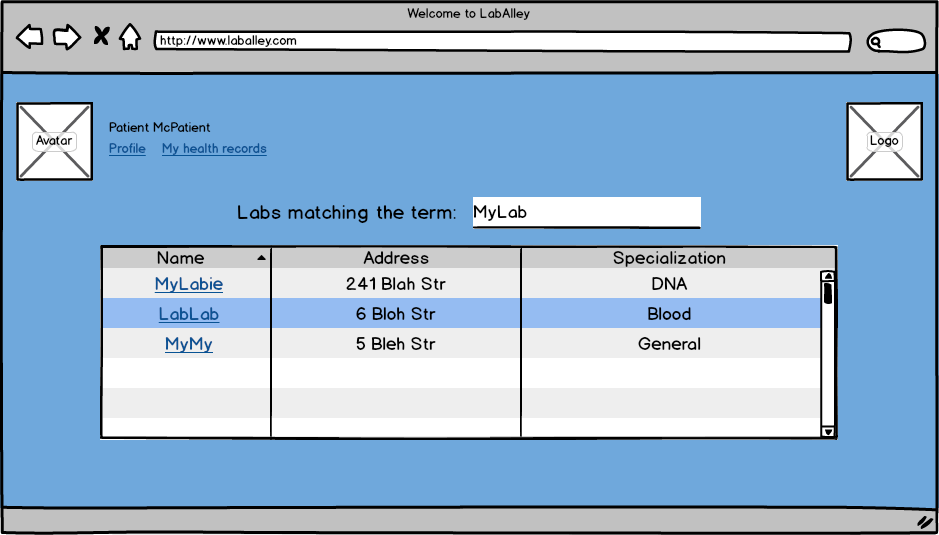 Welcome to LabAlley
http://www.laballey.com
Avatar
Patient McPatient
Profile My health records
Logo
Labs matching the term: MyLab
Name Address Specialization
MyLabie 241 Blah Str DNA
LabLab 6 Bloh Str Blood
MyMy 5 Bleh Str General